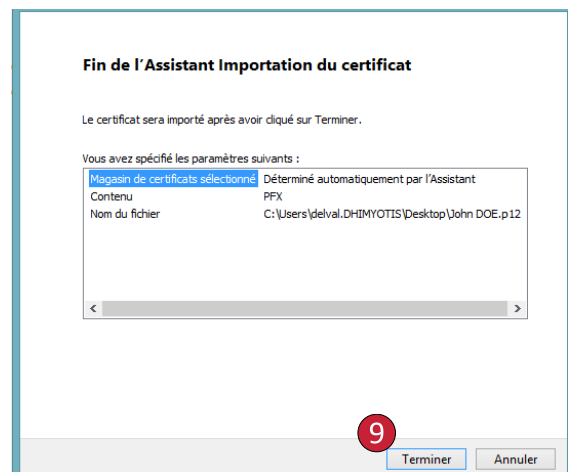 Fin de l'Assistant Importation du certificat
Le certificat sera importé après avoir cliqué sur Terminer.
Vous avez spécifié les paramètres suivants :
Magasin de certificats sélectionné Déterminé automatiquement par l'Assistant
Contenu PFX
Nom du fichier C:\Users\delval.DHIMYOTIS\Desktop\John DOE.p12
9
Terminer Annuler